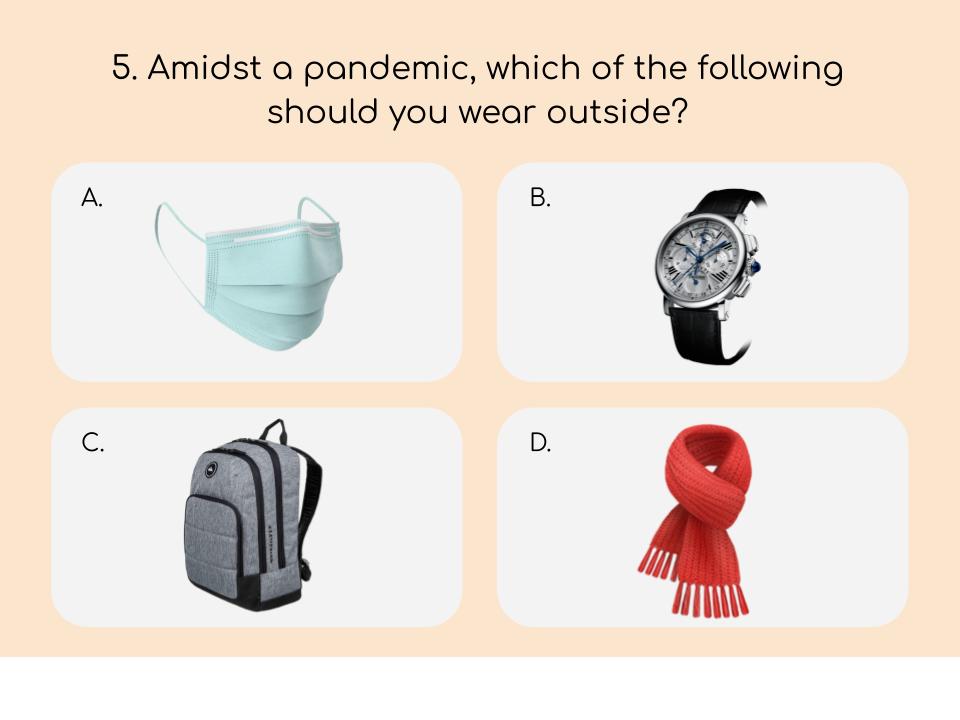 5. Amidst a pandemic, which of the following
should you wear outside?
A.
B.
C.
D.